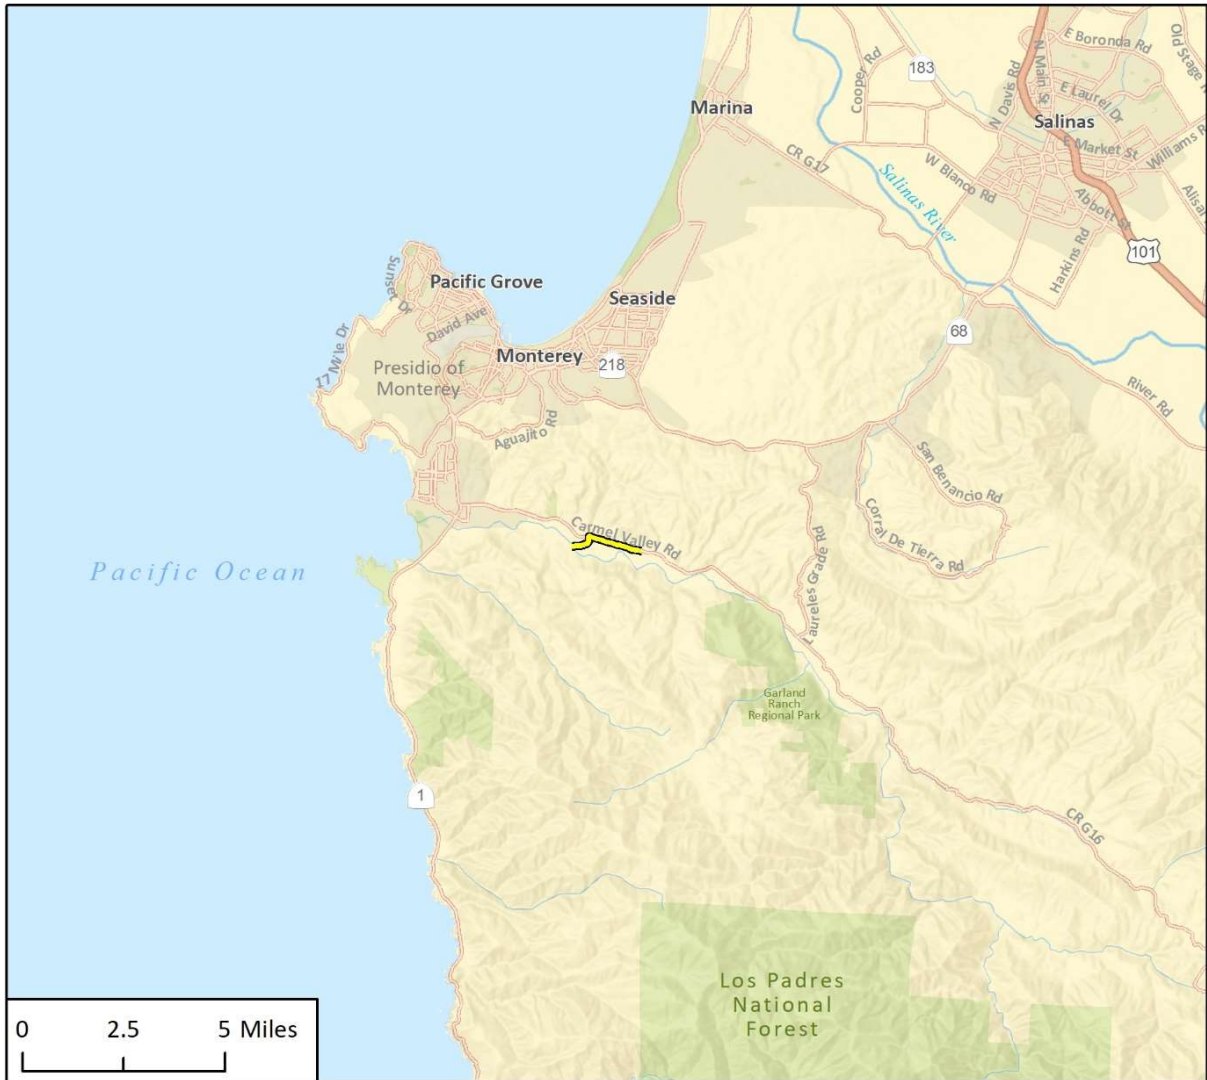 E Boronda Rd
Old Stage R
N Main St
Cooper Rd
183
N Davis Rd
E Laurel Dr
Marina
Salinas
E Market St
Williams R
CR G17
W Blanco Rd
Salinas River
Abbott St
Alisal
Harkins Rd
101
Sunset Dr
Pacific Grove
Seaside
David Ave
17 Mile Dr
68
Monterey
218
Presidio of
Monterey
River Rd
Aguajito Rd
San Benancio Rd
Corral De Tierra Rd
Carmel Valley Rd
Laureles Grade Rd
Pacific Ocean
Garland
Ranch
Regional Park
1
CR G16
Los Padres
National
Forest
0 2.5 5 Miles